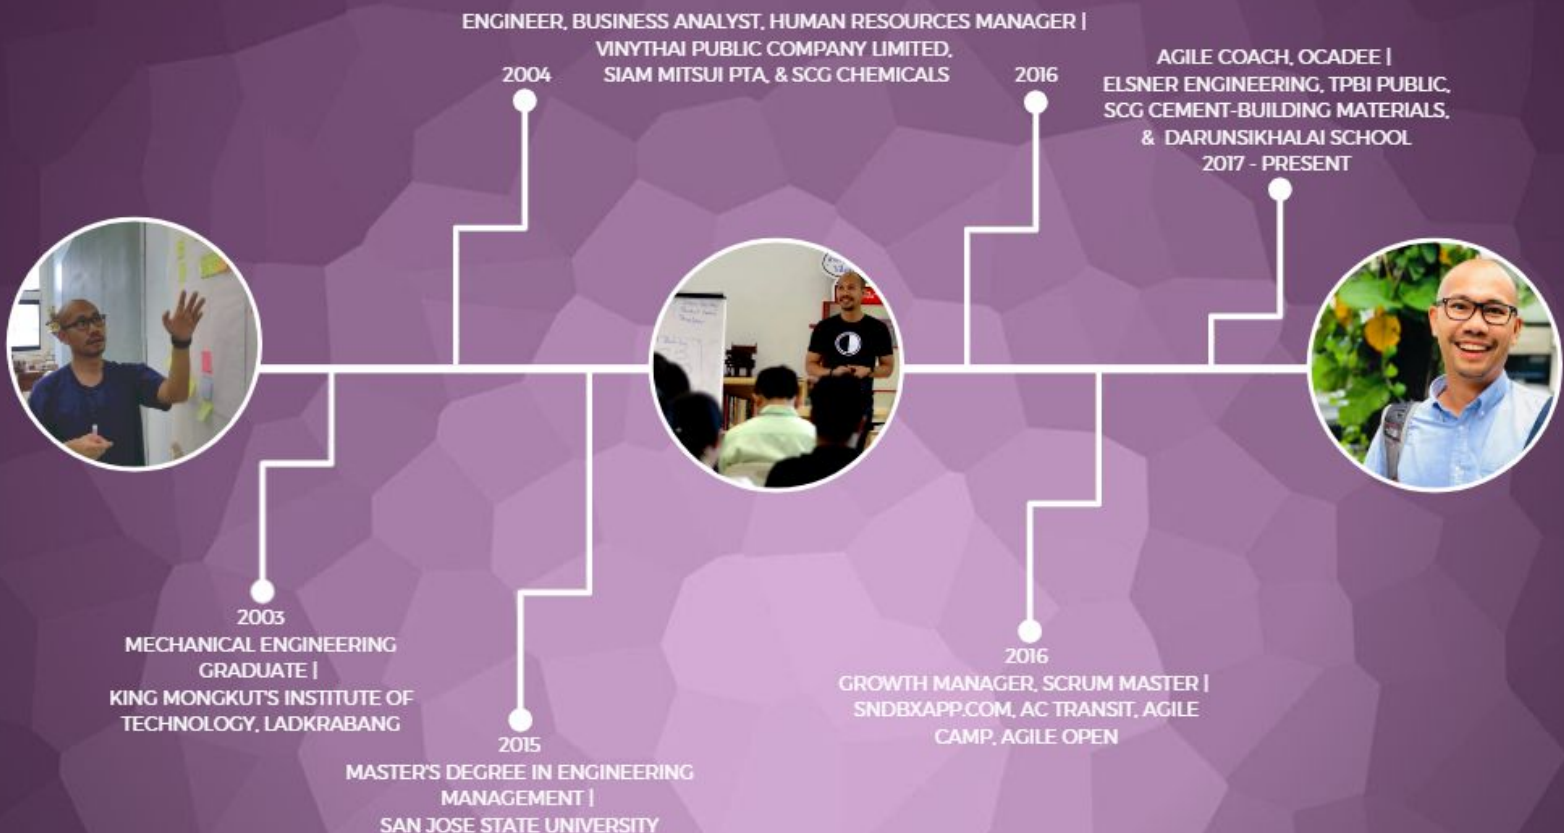 ENGINEER, BUSINESS ANALYST, HUMAN RESOURCES MANAGER |
VINYTHAI PUBLIC COMPANY LIMITED,
2004
SIAM MITSUI PTA, & SCG CHEMICALS
2016
AGILE COACH, OCADEE |
ELSNER ENGINEERING, TPBI PUBLIC,
SCG CEMENT-BUILDING MATERIALS,
& DARUNSIKHALAI SCHOOL
2017 - PRESENT
2003
MECHANICAL ENGINEERING
GRADUATE |
KING MONGKUT'S INSTITUTE OF
TECHNOLOGY, LADKRABANG
2015
MASTER'S DEGREE IN ENGINEERING
MANAGEMENT |
SAN JOSE STATE UNIVERSITY
2016
GROWTH MANAGER, SCRUM MASTER |
SNDBXAPP.COM, AC TRANSIT, AGILE
CAMP, AGILE OPEN